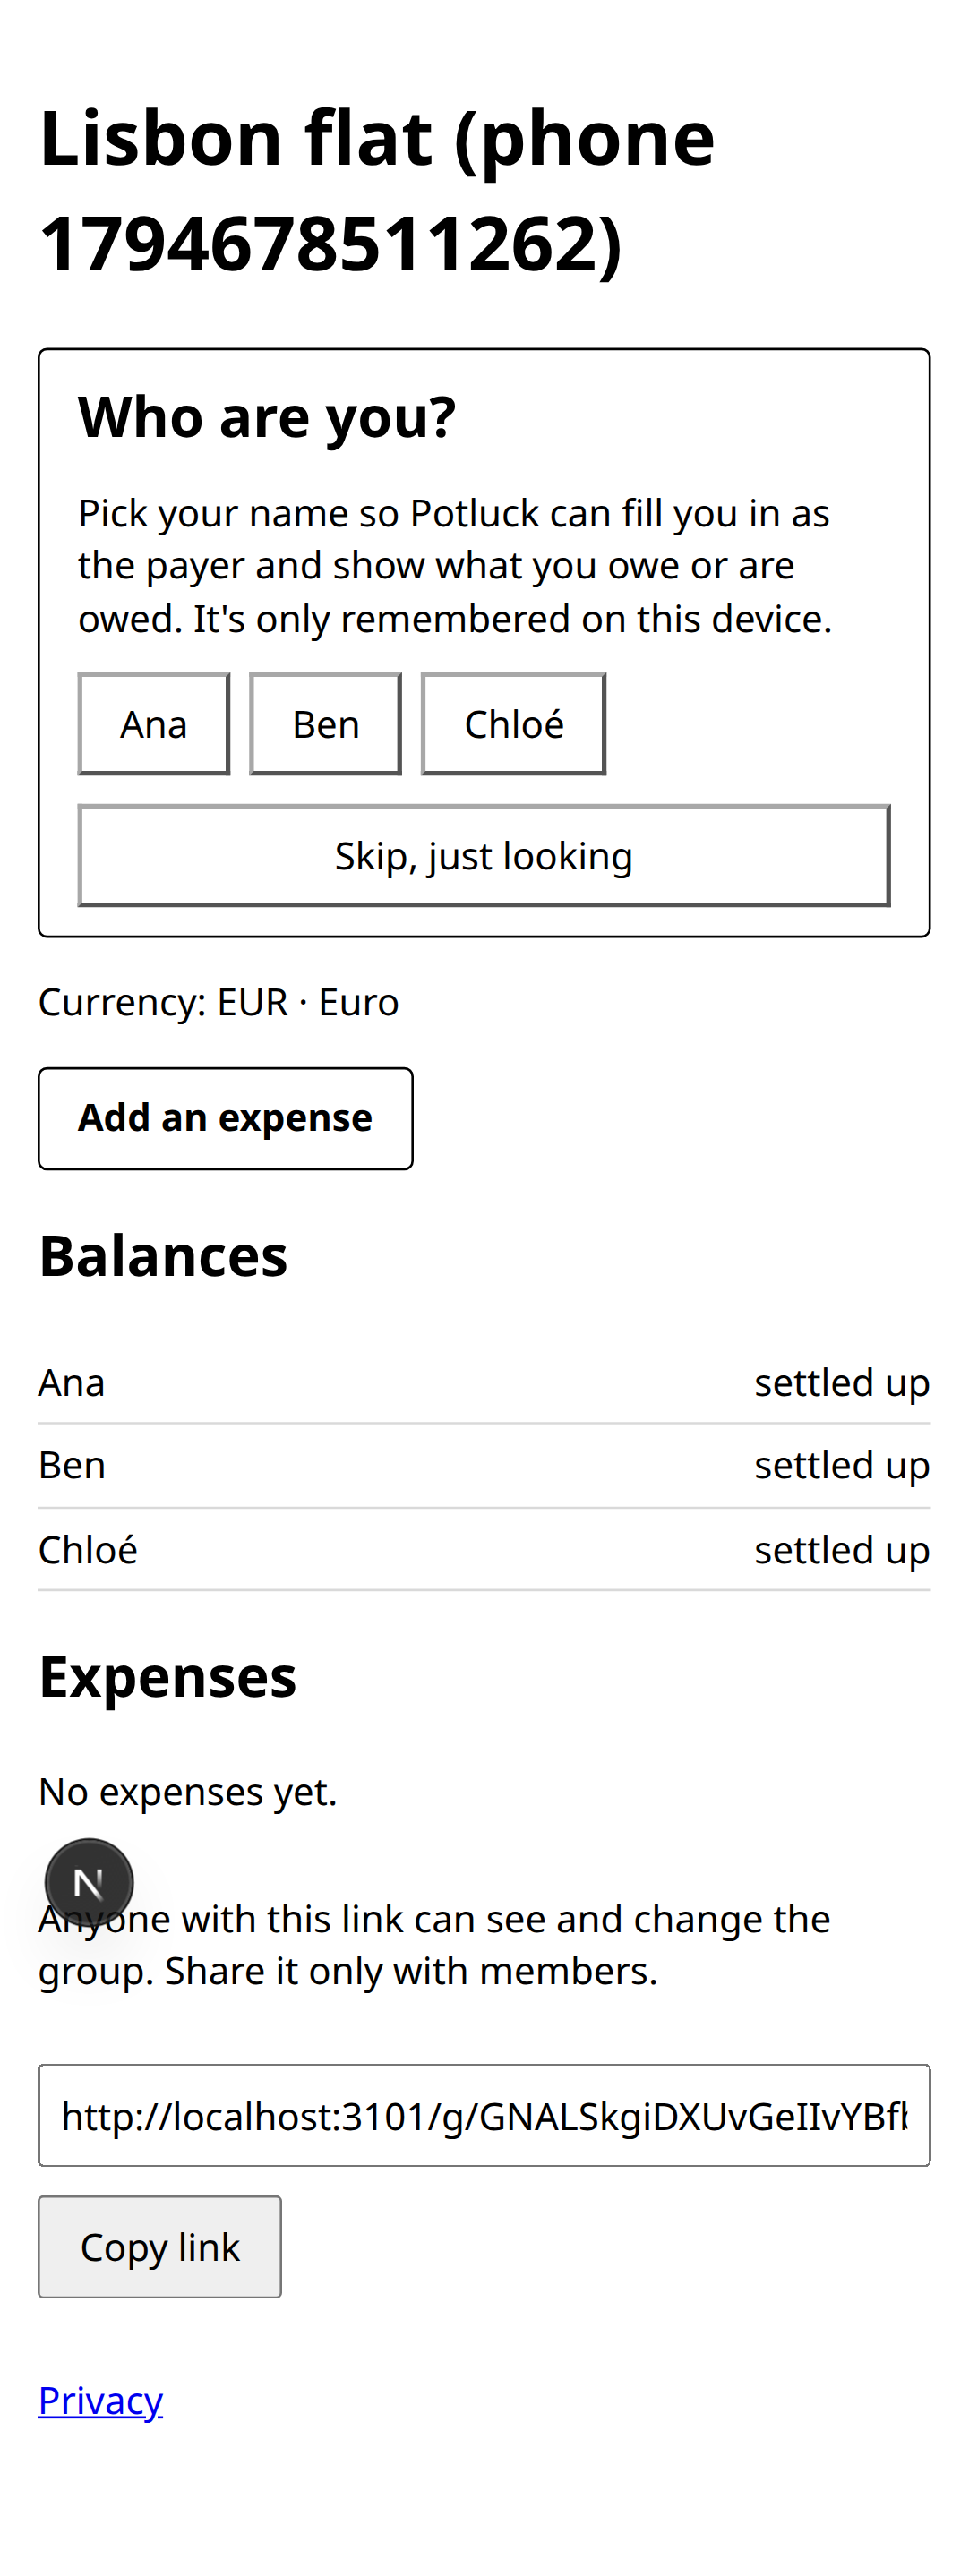 Lisbon flat (phone
1794678511262)
Who are you?
Pick your name so Potluck can fill you in as
the payer and show what you owe or are
owed. It's only remembered on this device.
Ana Ben Chloé
Skip, just looking
Currency: EUR · Euro
Add an expense
Balances
Ana settled up
Ben settled up
Chloé settled up
Expenses
No expenses yet.
N
Anyone with this link can see and change the
group. Share it only with members.
http://localhost:3101/g/GNALSkgiDXUvGeIIvYBf
Copy link
Privacy